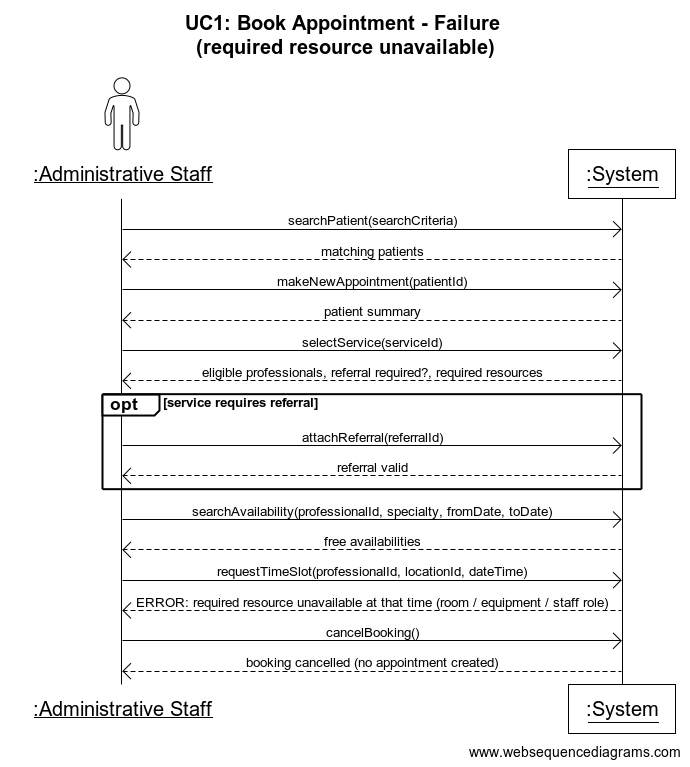 UC1: Book Appointment - Failure
(required resource unavailable)
:Administrative Staff
:System
searchPatient(searchCriteria)
matching patients
makeNewAppointment(patientId)
patient summary
selectService(serviceId)
eligible professionals, referral required?, required resources
opt [service requires referral]
attachReferral(referralId)
referral valid
searchAvailability(professionalId, specialty, fromDate, toDate)
free availabilities
requestTimeSlot(professionalId, locationId, dateTime)
ERROR: required resource unavailable at that time (room / equipment / staff role)
cancelBooking()
booking cancelled (no appointment created)
:Administrative Staff
:System
www.websequencediagrams.com